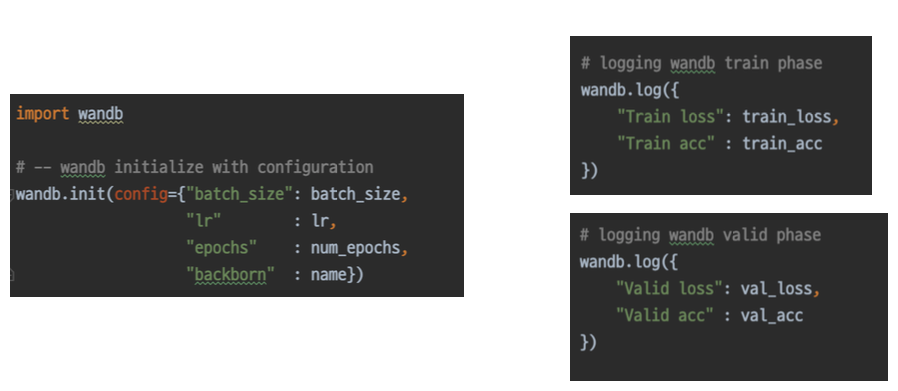 import wandb
# -- wandb initialize with configuration
wandb.init(config={"batch_size": batch_size,
"lr" : lr,
"epochs" : num_epochs,
"backborn" : name})
# logging wandb train phase
wandb.log({
"Train loss": train_loss,
"Train acc" : train_acc
})
# logging wandb valid phase
wandb.log({
"Valid loss": val_loss,
"Valid acc" : val_acc
})